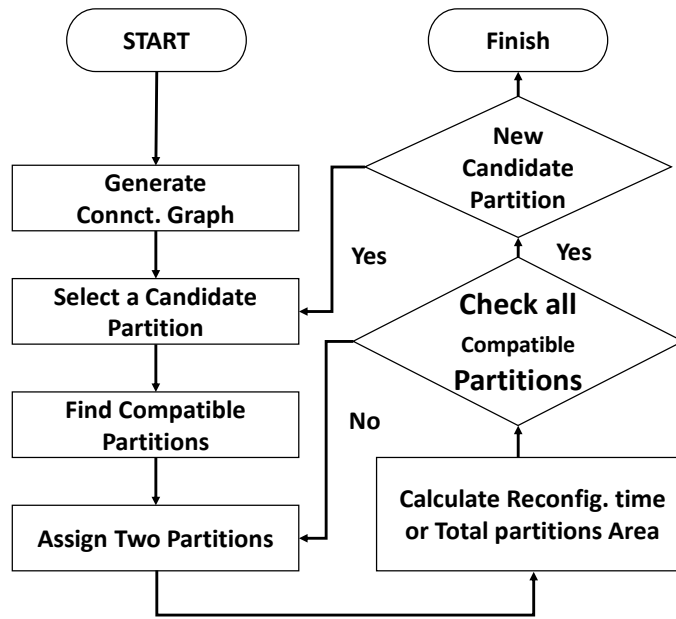 START
Generate
Connct. Graph
Select a Candidate
Partition
Find Compatible
Partitions
Assign Two Partitions
Finish
New
Candidate
Partition
Yes
Yes
Check all
Compatible
Partitions
No
Calculate Reconfig. time
or Total partitions Area